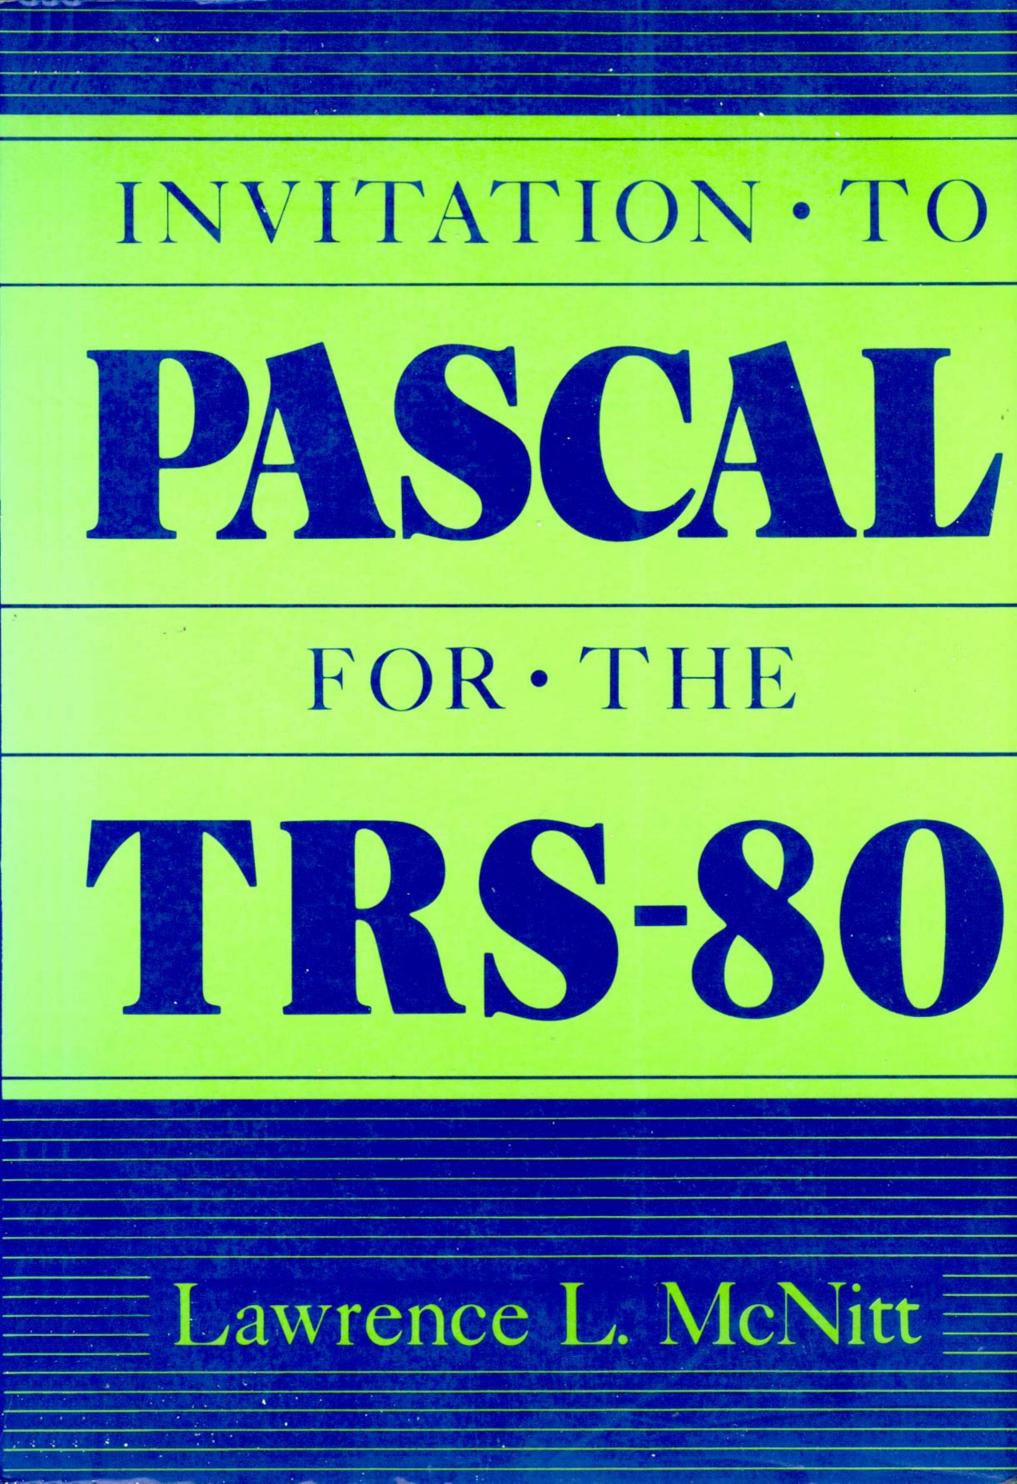 INVITATION • TO
PASCAL
FOR • THE
TRS-80
Lawrence L. McNitt